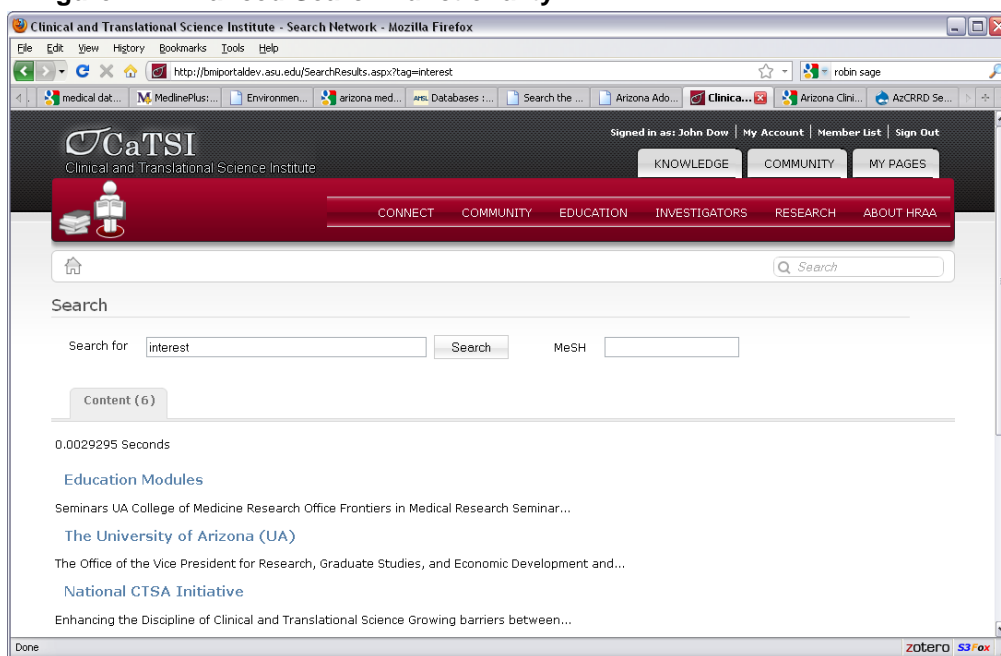 Clinical and Translational Science Institute - Search Network - Mozilla Firefox
File Edit View History Bookmarks Tools Help
http://bmiportaldev.asu.edu/SearchResults.aspx?tag=interest robin sage
medical dat... MedlinePlus:... Environmen... arizona med... AHSL Databases :... Search the ... Arizona Ado... Clinica... Arizona Clini... AzCRRD Se...
Signed in as: John Dow | My Account | Member List | Sign Out
CaTSI
Clinical and Translational Science Institute
KNOWLEDGE COMMUNITY MY PAGES
CONNECT COMMUNITY EDUCATION INVESTIGATORS RESEARCH ABOUT HRAA
Search
Search
Search for interest Search MeSH
Content (6)
0.0029295 Seconds
Education Modules
Seminars UA College of Medicine Research Office Frontiers in Medical Research Seminar...
The University of Arizona (UA)
The Office of the Vice President for Research, Graduate Studies, and Economic Development and...
National CTSA Initiative
Enhancing the Discipline of Clinical and Translational Science Growing barriers between...
Done zotero S3Fox